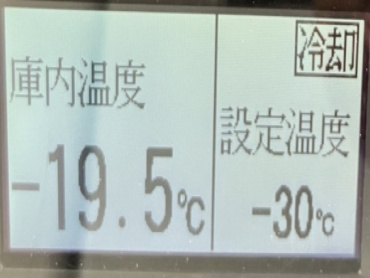 冷却
庫内温度
-19.5℃
設定温度
-30℃